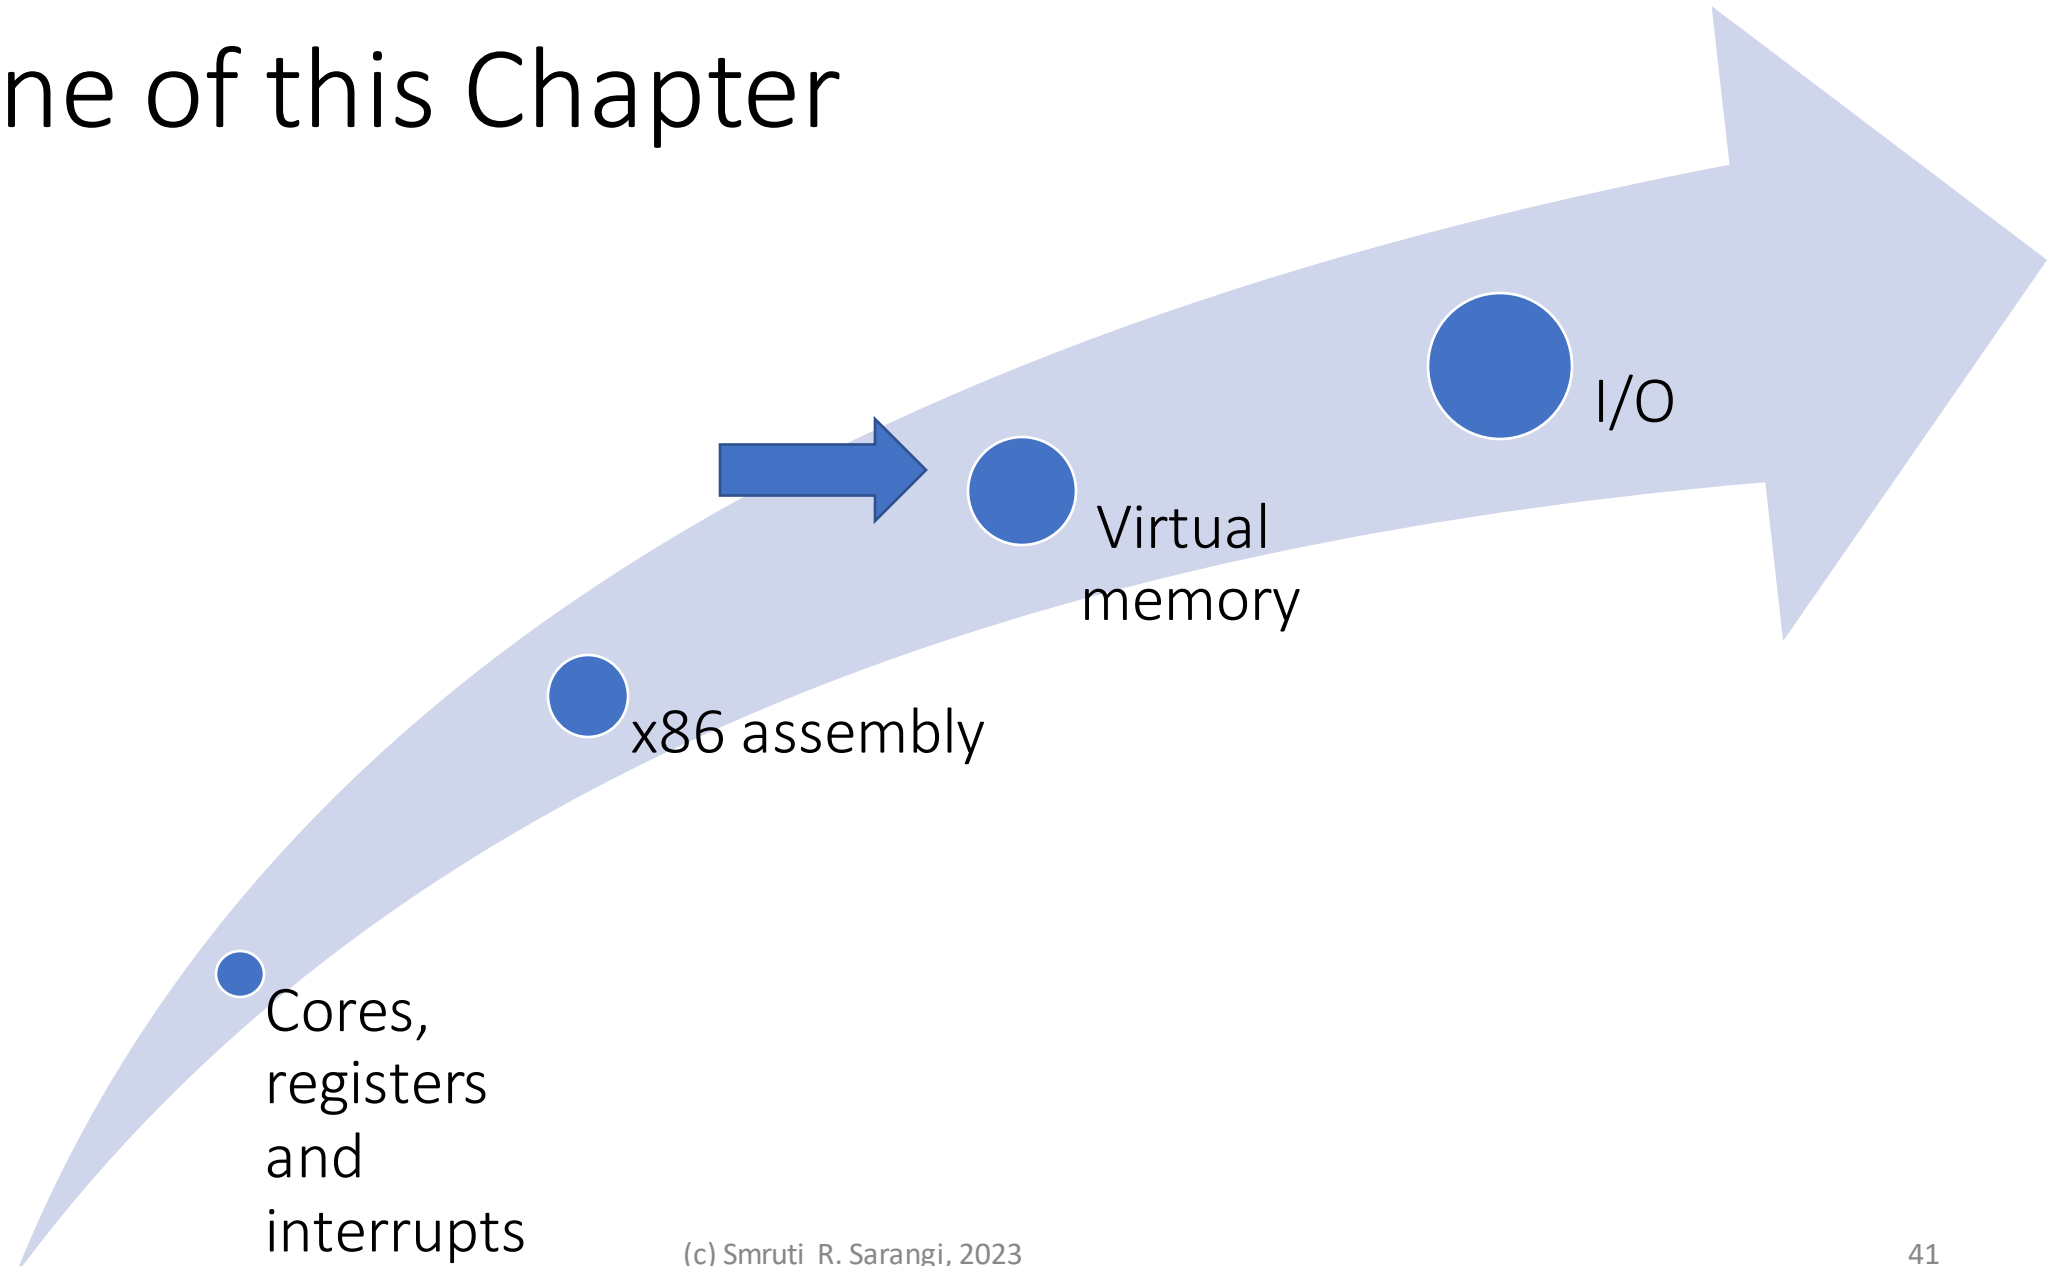 ne of this Chapter
I/O
Virtual
memory
x86 assembly
Cores,
registers
and
interrupts
(c) Smruti R. Sarangi, 2023
41